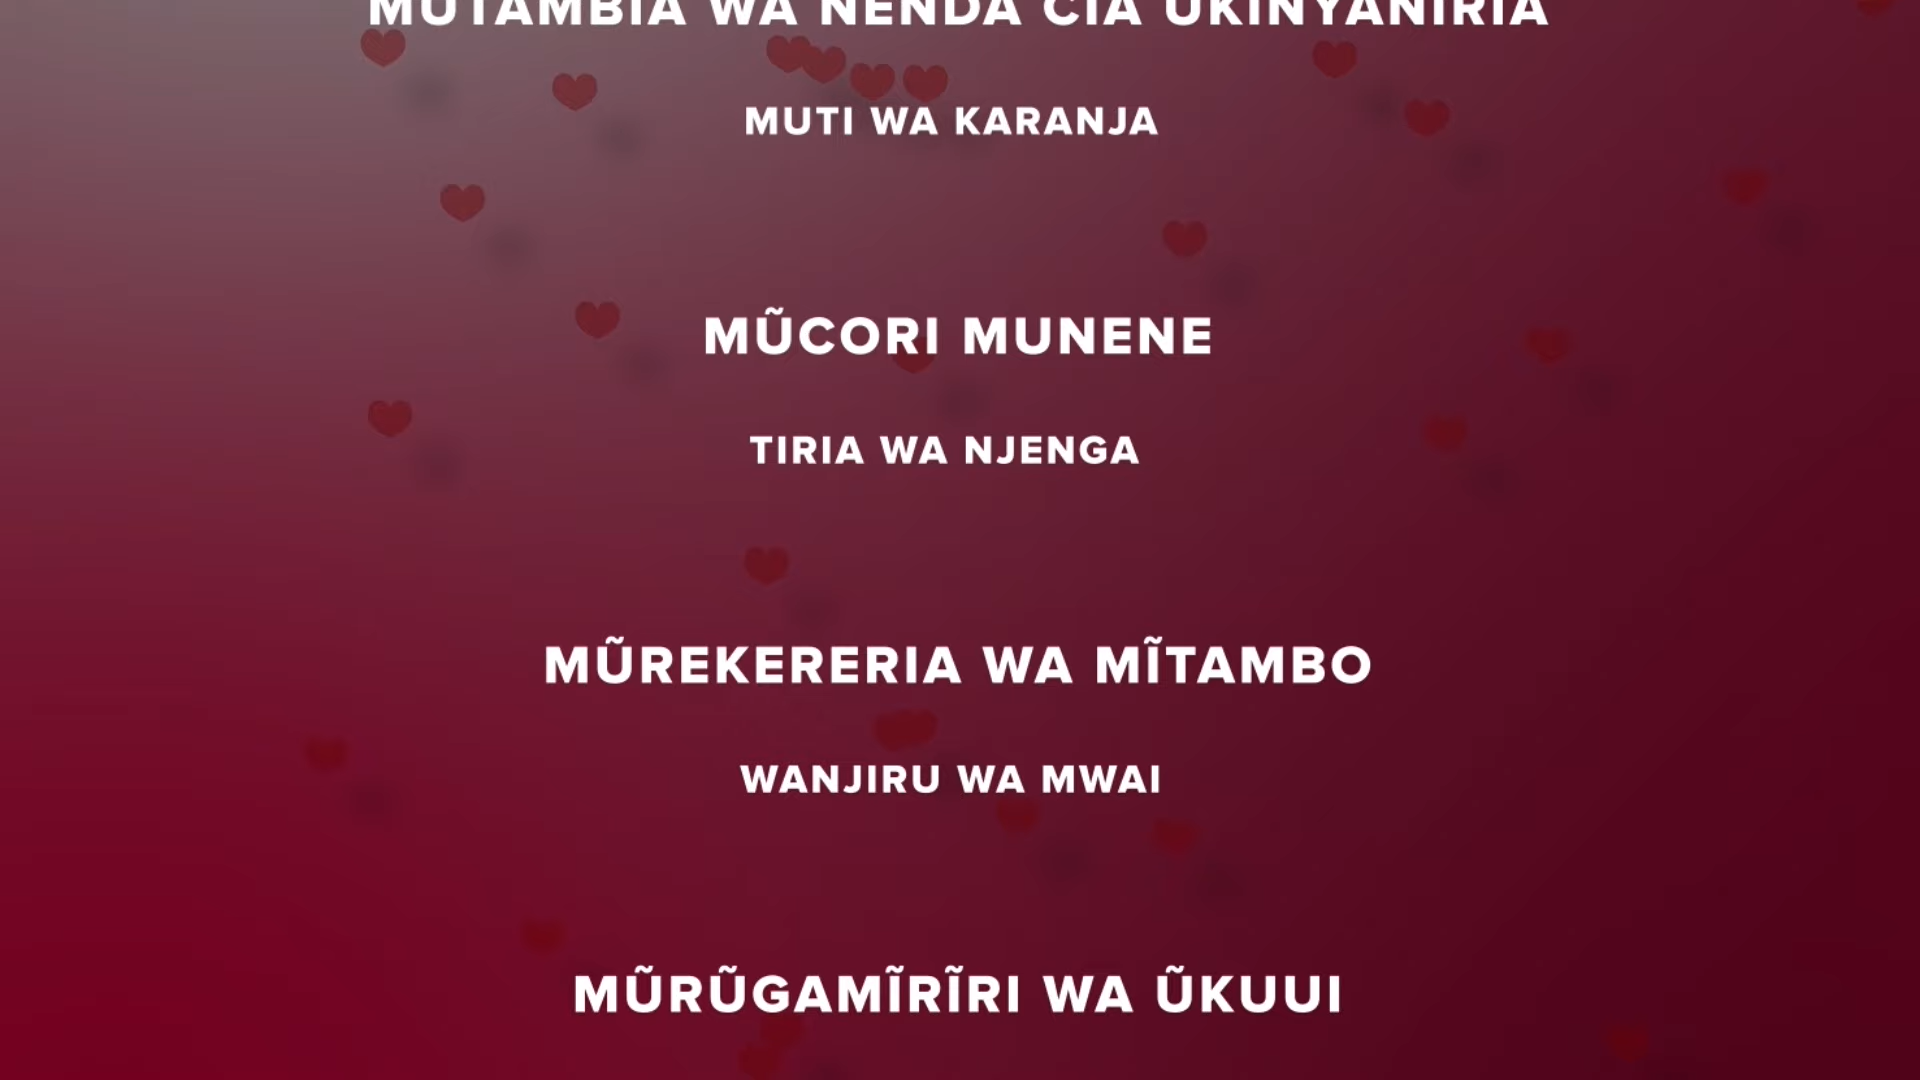 MUTAMBIA WA NENDA CIA UKINYANIRIA
MUTI WA KARANJA
MŨCORI MUNENE
TIRIA WA NJENGA
MŨREKERERIA WA MĨTAMBO
WANJIRU WA MWAI
MŨRŨGAMĨRĨRI WA ŨKUUI